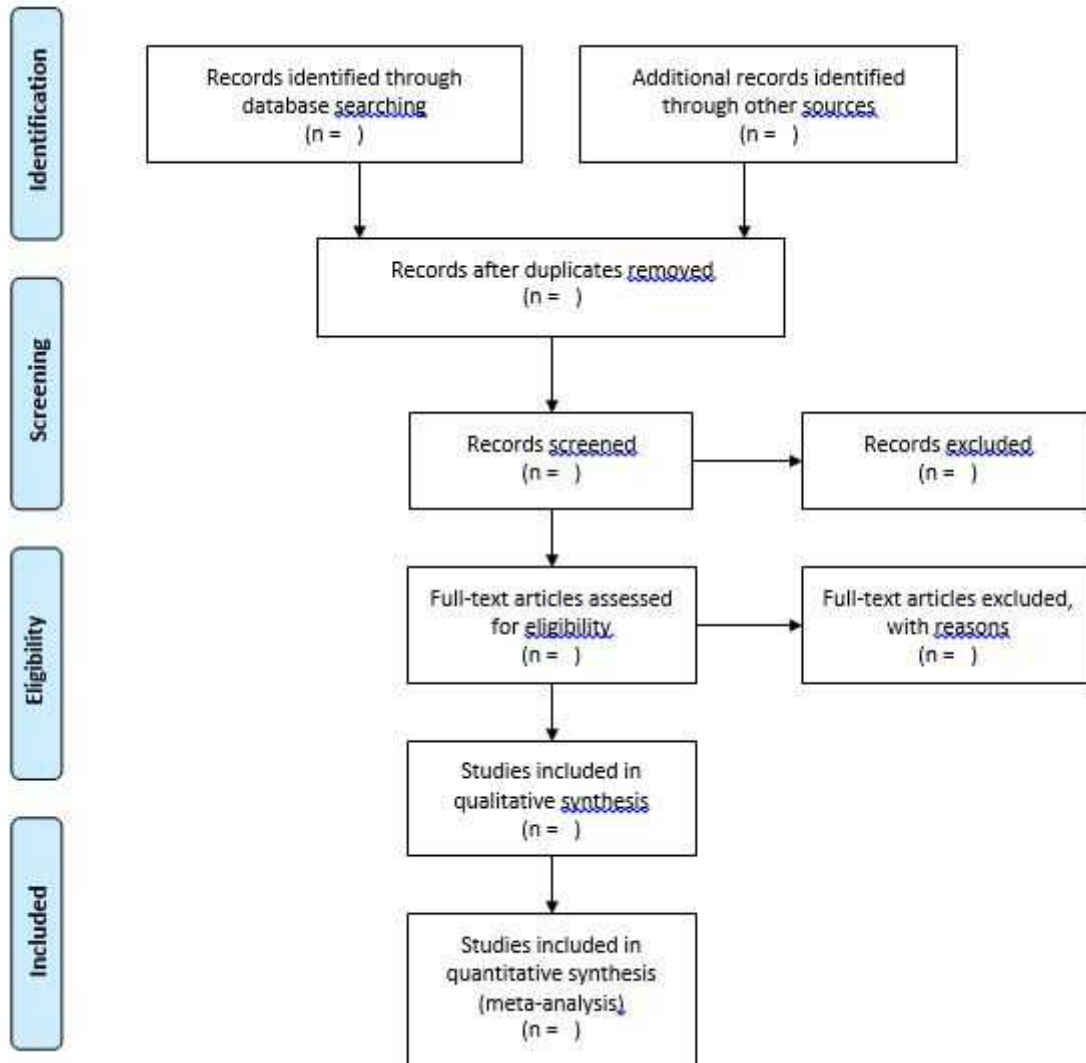 Identification
Records identified through
database searching
(n =   )
Additional records identified
through other sources
(n =   )
Records after duplicates removed
(n =   )
Screening
Records screened
(n =   )
Records excluded
(n =   )
Eligibility
Full-text articles assessed
for eligibility
(n =   )
Full-text articles excluded,
with reasons
(n =   )
Studies included in
qualitative synthesis
(n =   )
Included
Studies included in
quantitative synthesis
(meta-analysis)
(n =   )